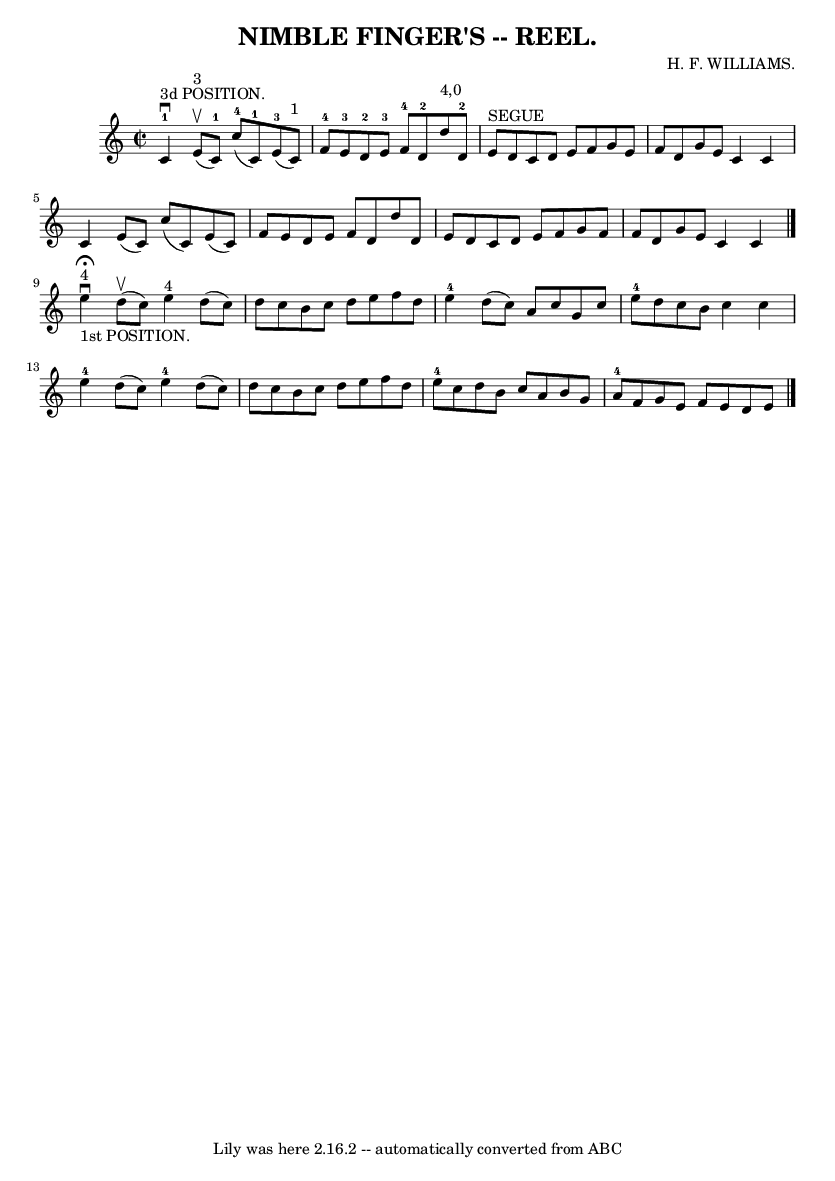 NIMBLE FINGER'S -- REEL.
H. F. WILLIAMS.
3
3d POSITION.
4,0
1
SEGUE
1 1 4 1 3 4 3 2 3 4 2 2
5
9
4
4
4
4
1st POSITION.
13
4
4
4
4
Lily was here 2.16.2 -- automatically converted from ABC